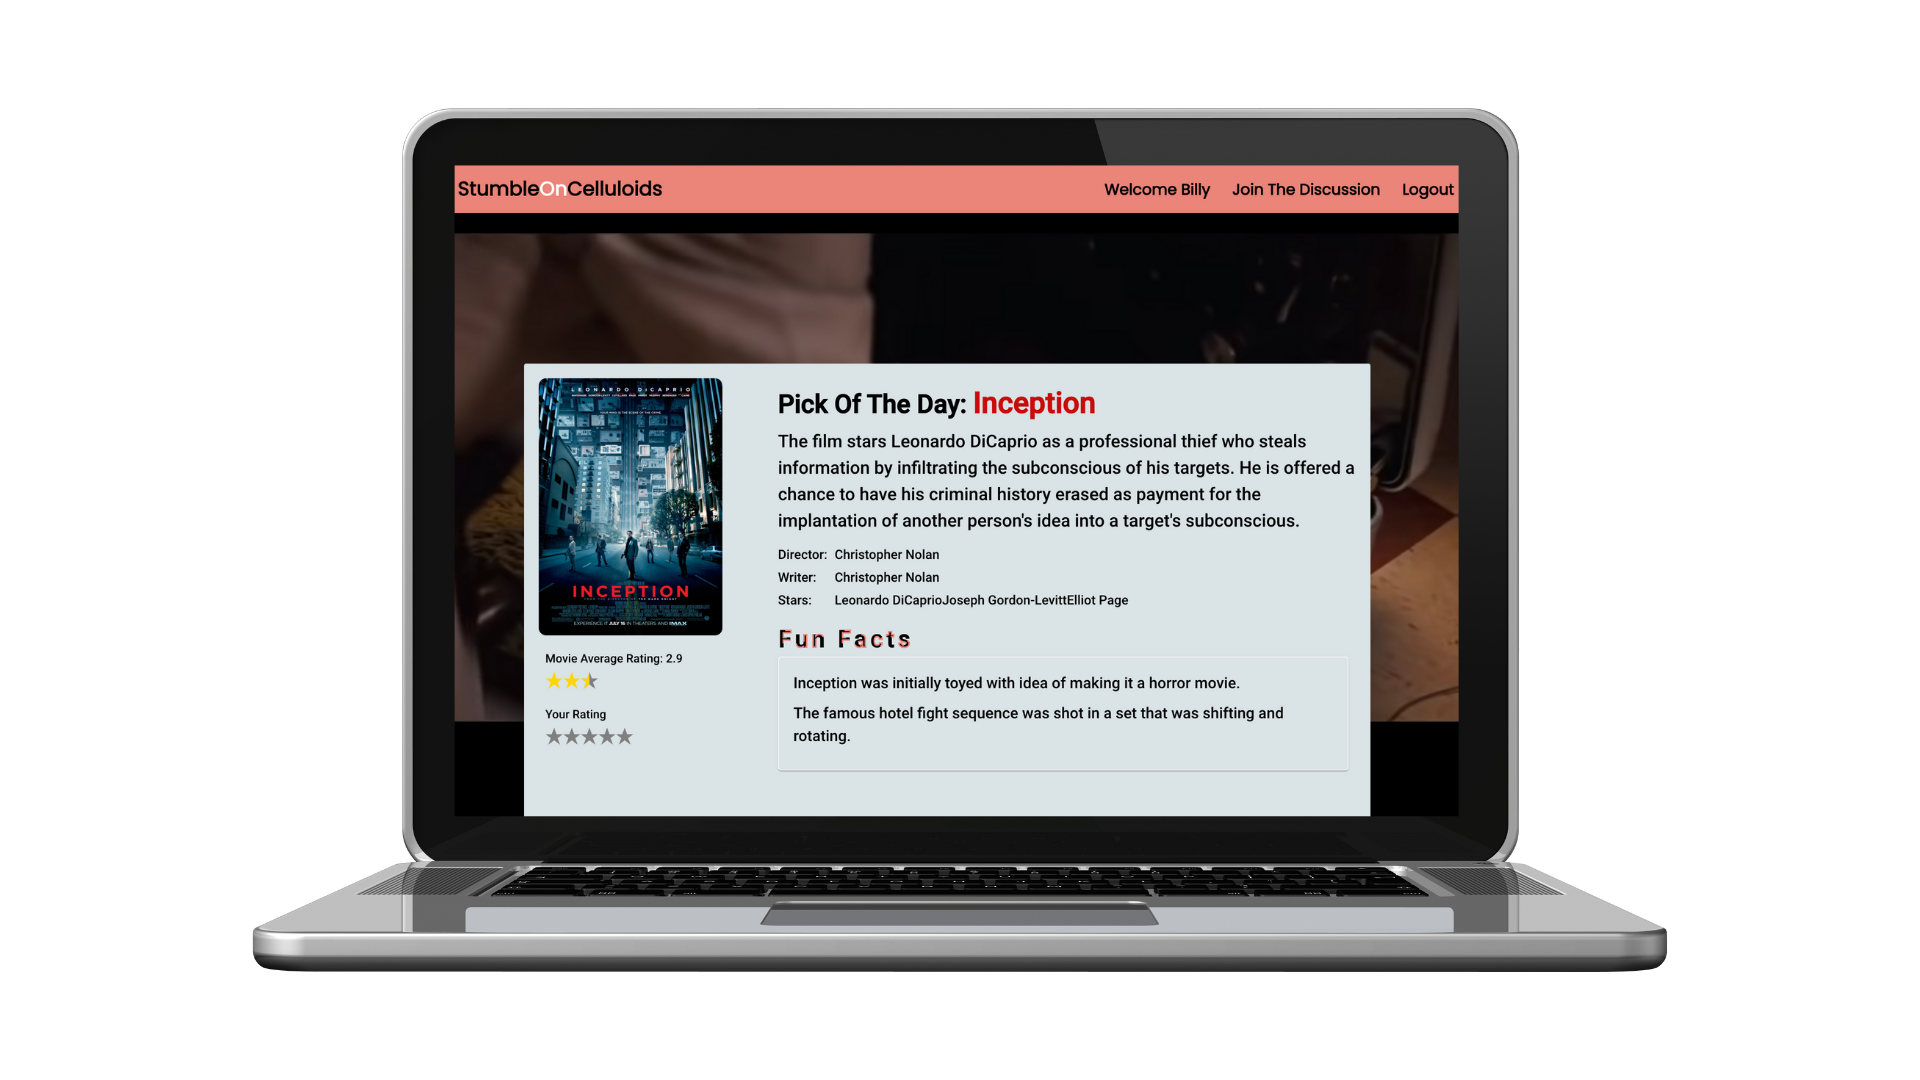 StumbleOnCelluloids
Welcome Billy Join The Discussion Logout
LEONARDO DICAPRIO
INCEPTION
EXPERIENCE IT JULY 16 IN THEATERS AND IMAX
Movie Average Rating: 2.9
Your Rating
Pick Of The Day: Inception
The film stars Leonardo DiCaprio as a professional thief who steals
information by infiltrating the subconscious of his targets. He is offered a
chance to have his criminal history erased as payment for the
implantation of another person's idea into a target's subconscious.
Director: Christopher Nolan
Writer: Christopher Nolan
Stars: Leonardo DiCaprioJoseph Gordon-LevittElliot Page
Fun Facts
Inception was initially toyed with idea of making it a horror movie.
The famous hotel fight sequence was shot in a set that was shifting and
rotating.